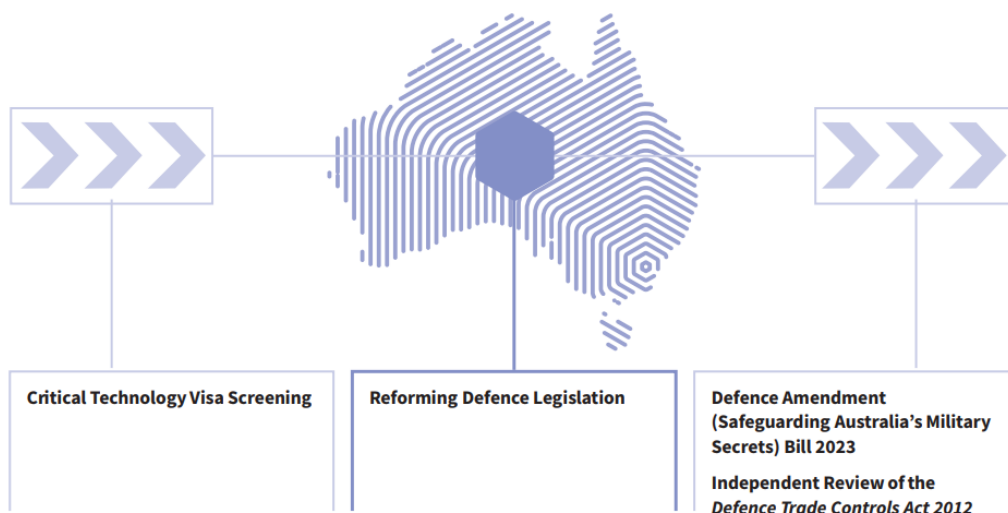 Critical Technology Visa Screening
Reforming Defence Legislation
Defence Amendment
(Safeguarding Australia’s Military
Secrets) Bill 2023
Independent Review of the
Defence Trade Controls Act 2012